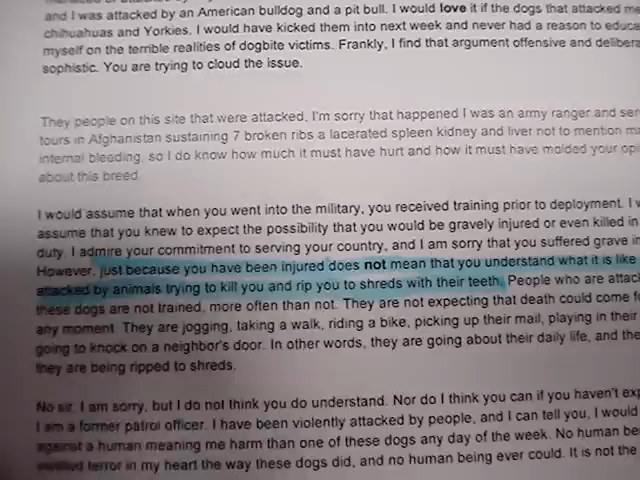 and I was attacked by an American bulldog and a pit bull. I would love it if the dogs that attacked me
chihuahuas and Yorkies. I would have kicked them into next week and never had a reason to
myself on the terrible realities of dogbite victims. Frankly, I find that argument offensive and
sophistic. You are trying to cloud the issue.
They people on this site that were attacked, I'm sorry that happened I was an army ranger and
tours in Afghanistan sustaining 7 broken ribs a lacerated spleen kidney and liver not to mention
internal bleeding, so I do know how much it must have hurt and how it must have molded your
about this breed.
I would assume that when you went into the military, you received training prior to deployment. I
assume that you knew to expect the possibility that you would be gravely injured or even killed in
duty. I admire your commitment to serving your country, and I am sorry that you suffered grave
However, just because you have been injured does not mean that you understand what it is like
attacked by animals trying to kill you and rip you to shreds with their teeth. People who are
these dogs are not trained, more often than not. They are not expecting that death could come
any moment. They are jogging, taking a walk, riding a bike, picking up their mail, playing in their
going to knock on a neighbor's door. In other words, they are going about their daily life, and
they are being ripped to shreds.
No sir, I am sorry, but I do not think you do understand. Nor do I think you can if you haven't
I am a former patrol officer. I have been violently attacked by people, and I can tell you, I would
against a human meaning me harm than one of these dogs any day of the week. No human
terror in my heart the way these dogs did, and no human being ever could. It is not the